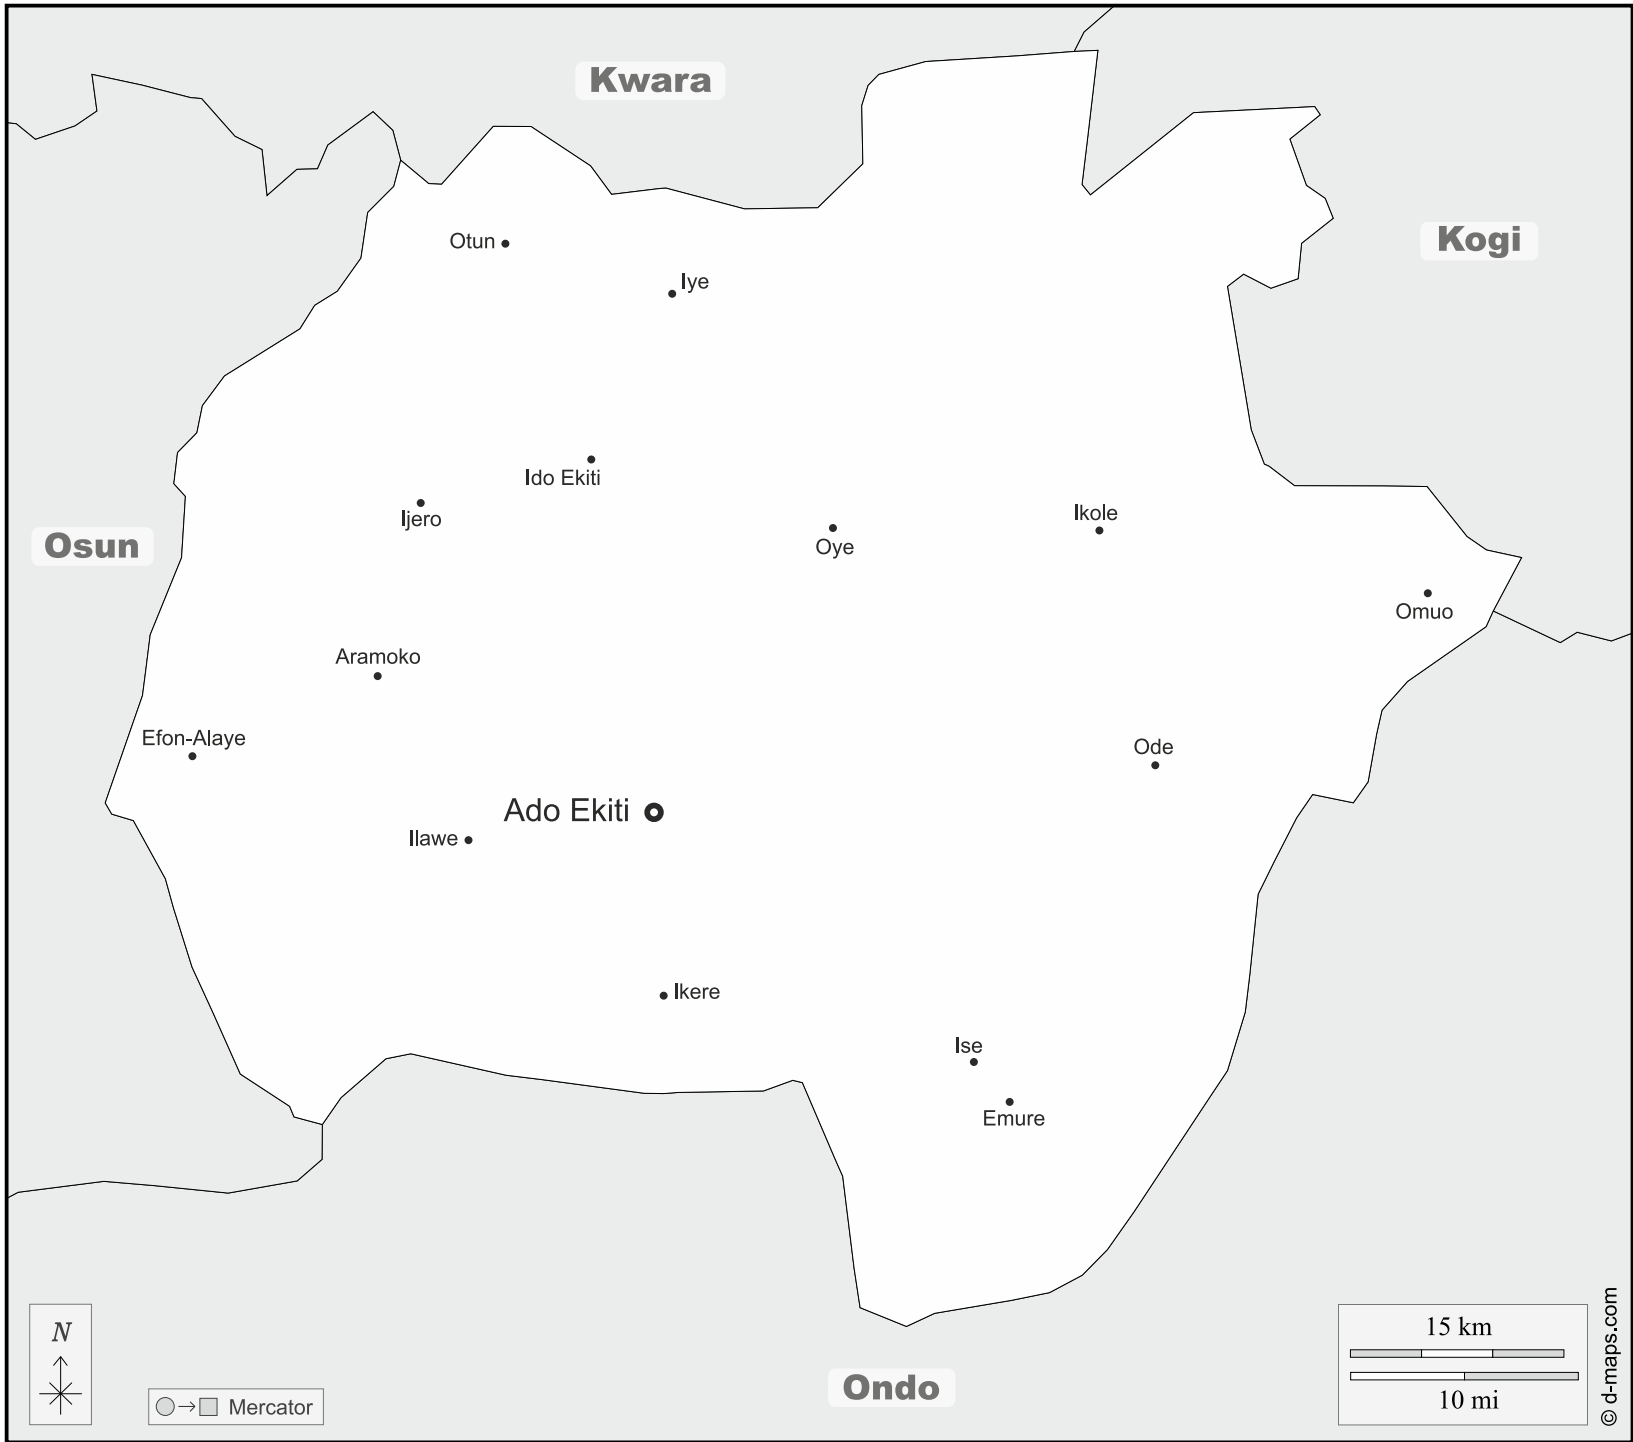 Kwara
Kogi
Otun
Iye
Ido Ekiti
Ijero
Ikole
Osun
Oye
Omuo
Aramoko
Efon-Alaye
Ode
Ado Ekiti
Ilawe
Ikere
Ise
Emure
N
Mercator
Ondo
15 km
10 mi
© d-maps.com